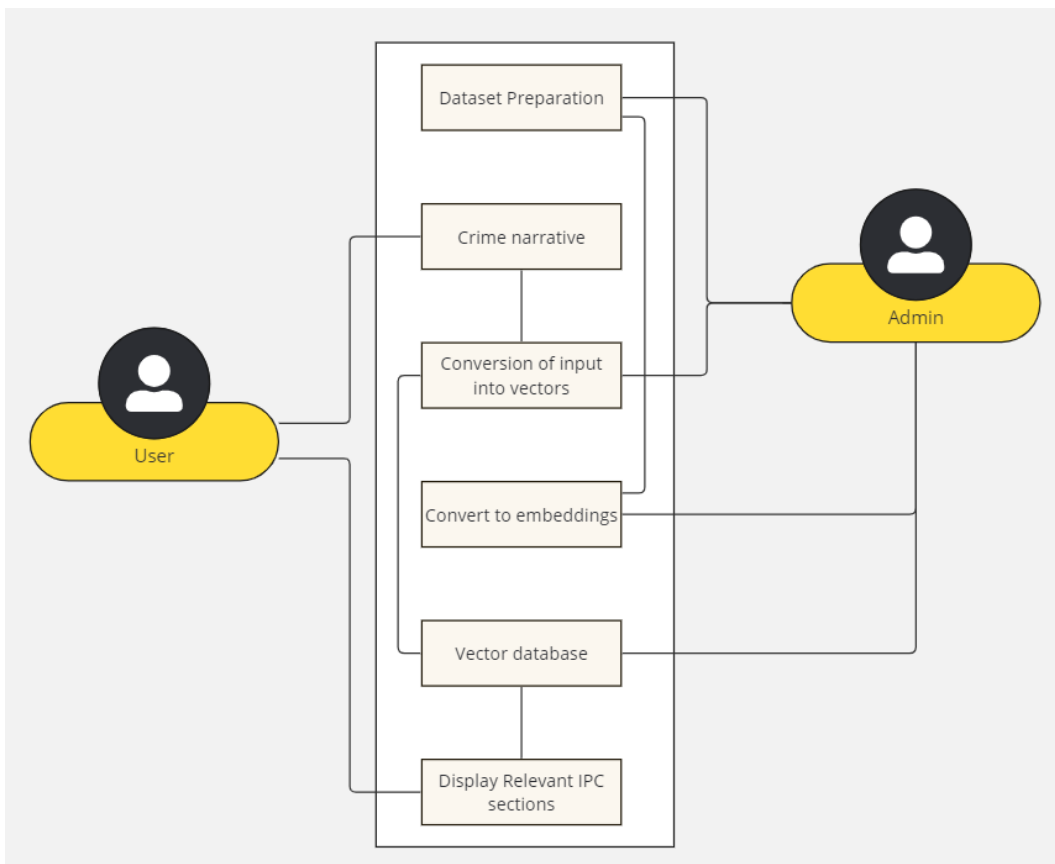 Dataset Preparation
Crime narrative
Admin
Conversion of input
into vectors
User
Convert to embeddings
Vector database
Display Relevant IPC
sections